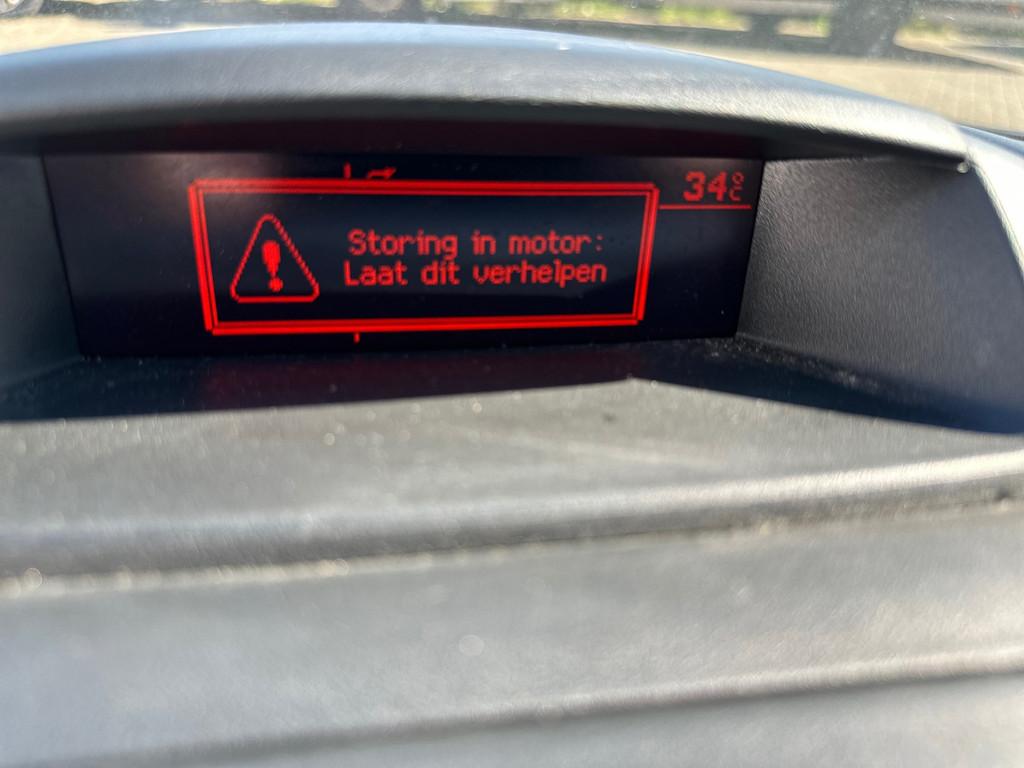 34°C
Storing in motor:
Laat dit verhelpen